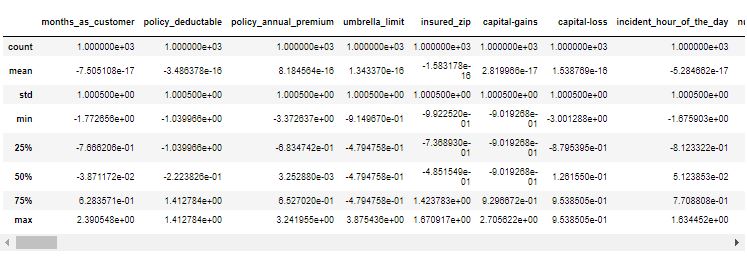 months_as_customer policy_deductable policy_annual_premium umbrella_limit insured_zip capital-gains capital-loss incident_hour_of_the_day
count 1.000000e+03 1.000000e+03 1.000000e+03 1.000000e+03 1.000000e+03 1.000000e+03 1.000000e+03 1.000000e+03
mean -7.505108e-17 -3.486378e-16 8.184564e-16 1.343370e-16 -1.583178e-16 2.819966e-17 1.538769e-16 -5.284662e-17
std 1.000500e+00 1.000500e+00 1.000500e+00 1.000500e+00 1.000500e+00 1.000500e+00 1.000500e+00 1.000500e+00
min -1.772656e+00 -1.039966e+00 -3.372637e+00 -9.149670e-01 -9.922520e-01 -9.019268e-01 -3.001288e+00 -1.675903e+00
25% -7.666206e-01 -1.039966e+00 -6.834742e-01 -4.794758e-01 -7.368930e-01 -9.019268e-01 -8.795395e-01 -8.123322e-01
50% -3.871172e-02 -2.223826e-01 3.252880e-03 -4.794758e-01 -4.851549e-01 -9.019268e-01 1.261550e-01 5.123853e-02
75% 6.283571e-01 1.412784e+00 6.527020e-01 -4.794758e-01 1.423783e+00 9.296672e-01 9.538505e-01 7.708808e-01
max 2.390548e+00 1.412784e+00 3.241955e+00 3.875436e+00 1.670917e+00 2.705622e+00 9.538505e-01 1.634452e+00